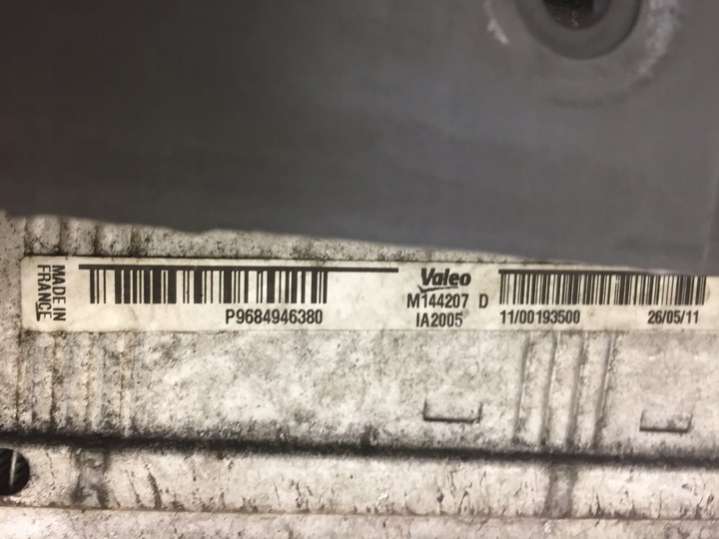 MADE IN
FRANCE
P9684946380
Valeo
M144207 D
IA2005
11/00193500
26/05/11